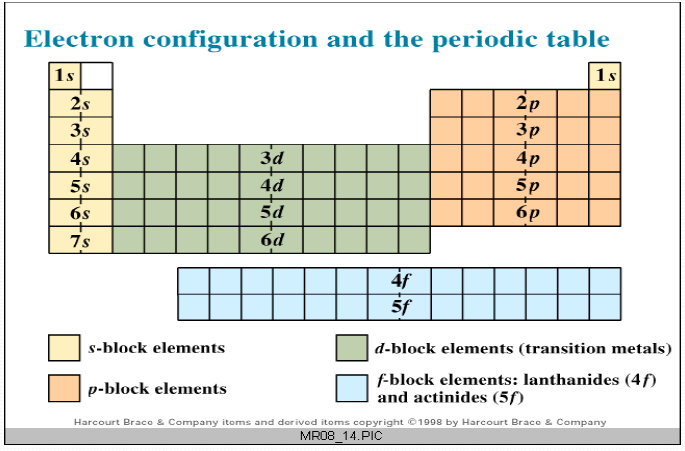 Electron configuration and the periodic table
1s 1s
2s 2p
3s 3p
4s 3d 4p
5s 4d 5p
6s 5d 6p
7s 6d
4f
5f
s-block elements
d-block elements (transition metals)
p-block elements
f-block elements: lanthanides (4f)
and actinides (5f)
Harcourt Brace & Company items and derived items copyright ©1998 by Harcourt Brace & Company
MR08_14.PIC